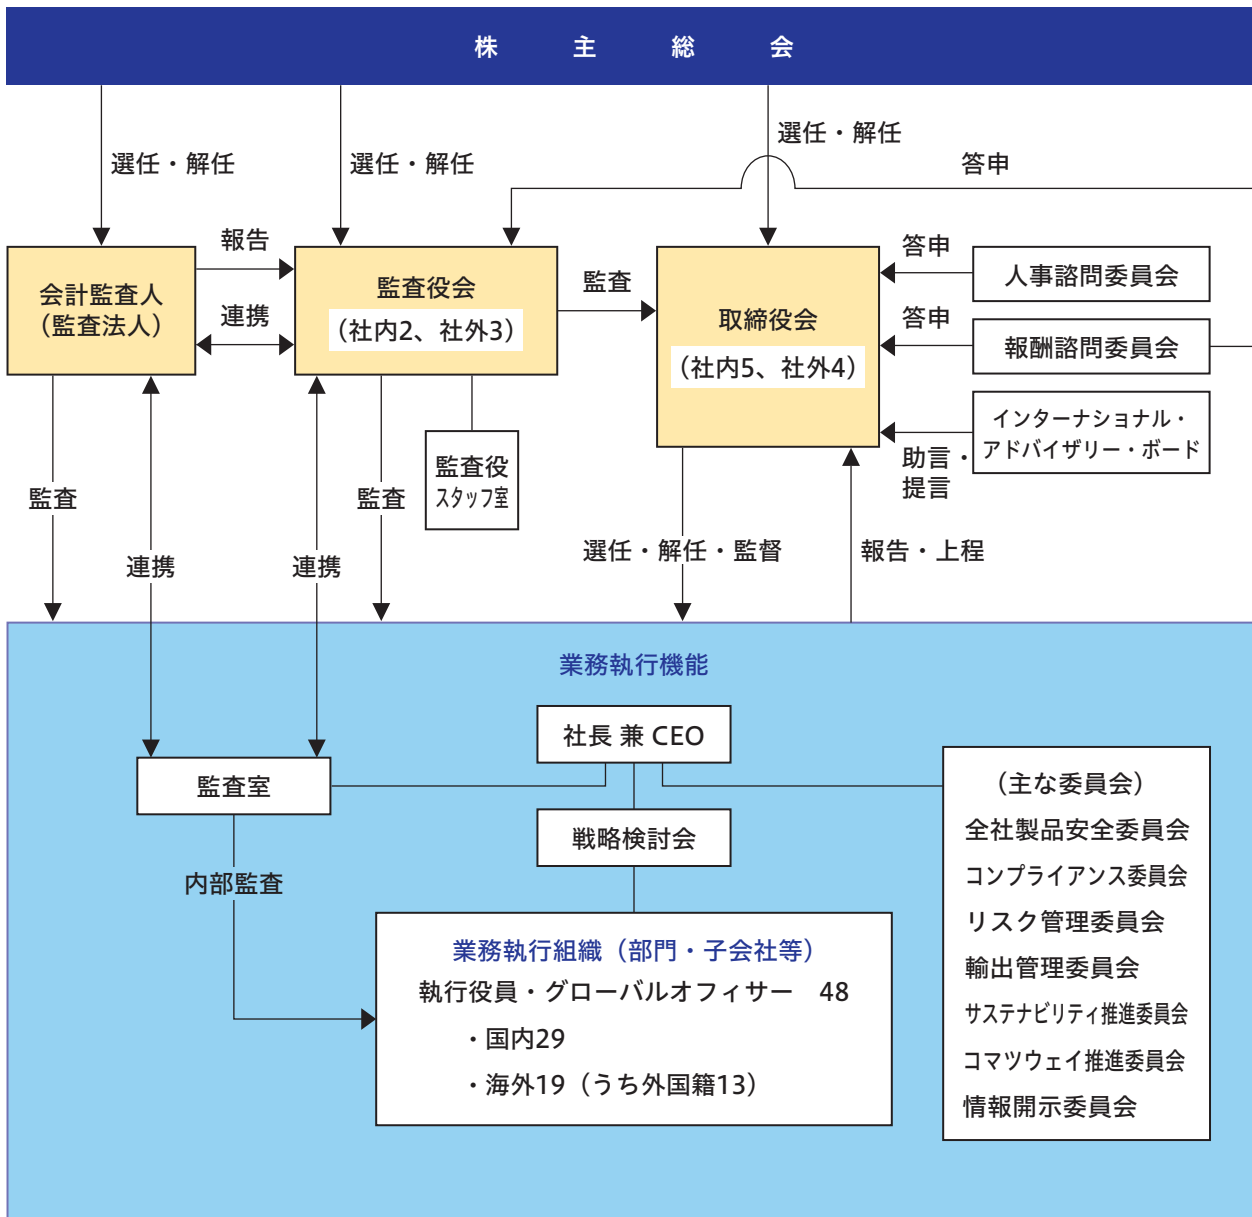 株主総会
選任・解任
選任・解任
選任・解任
答申
報告
連携
会計監査人
（監査法人）
監査役会
（社内2、社外3）
監査
取締役会
（社内5、社外4）
答申
人事諮問委員会
答申
報酬諮問委員会
助言・
提言
インターナショナル・
アドバイザリー・ボード
監査役
スタッフ室
監査
連携
連携
監査
選任・解任・監督
報告・上程
業務執行機能
社長 兼 CEO
監査室
戦略検討会
内部監査
業務執行組織（部門・子会社等）
執行役員・グローバルオフィサー　48
・国内29
・海外19（うち外国籍13）
（主な委員会）
全社製品安全委員会
コンプライアンス委員会
リスク管理委員会
輸出管理委員会
サステナビリティ推進委員会
コマツウェイ推進委員会
情報開示委員会